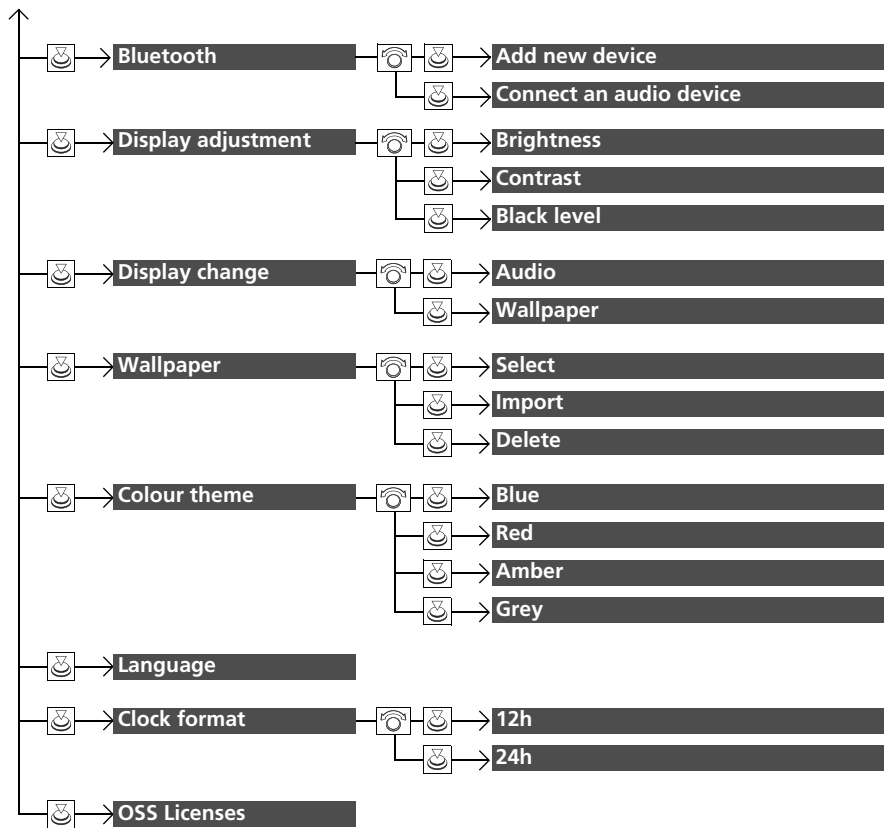 Bluetooth
Add new device
Connect an audio device
Display adjustment
Brightness
Contrast
Black level
Display change
Audio
Wallpaper
Wallpaper
Select
Import
Delete
Colour theme
Blue
Red
Amber
Grey
Language
Clock format
12h
24h
OSS Licenses